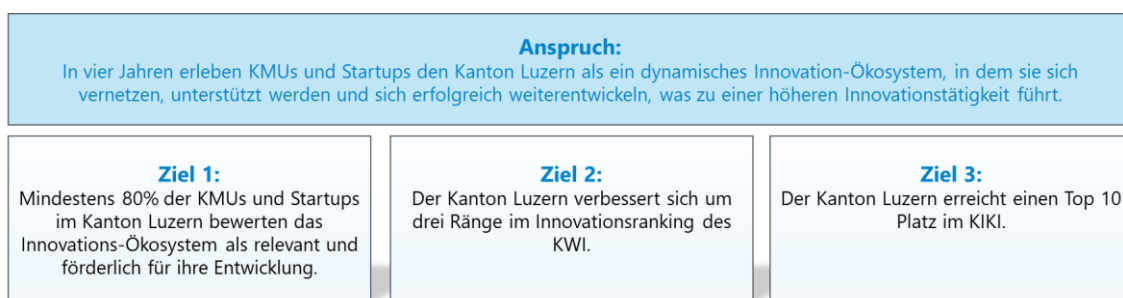 Anspruch:
In vier Jahren erleben KMUs und Startups den Kanton Luzern als ein dynamisches Innovation-Ökosystem, in dem sie sich
vernetzen, unterstützt werden und sich erfolgreich weiterentwickeln, was zu einer höheren Innovationstätigkeit führt.
Ziel 1:
Mindestens 80% der KMUs und Startups
im Kanton Luzern bewerten das
Innovations-Ökosystem als relevant und
förderlich für ihre Entwicklung.
Ziel 2:
Der Kanton Luzern verbessert sich um
drei Ränge im Innovationsranking des
KWI.
Ziel 3:
Der Kanton Luzern erreicht einen Top 10
Platz im KIKI.